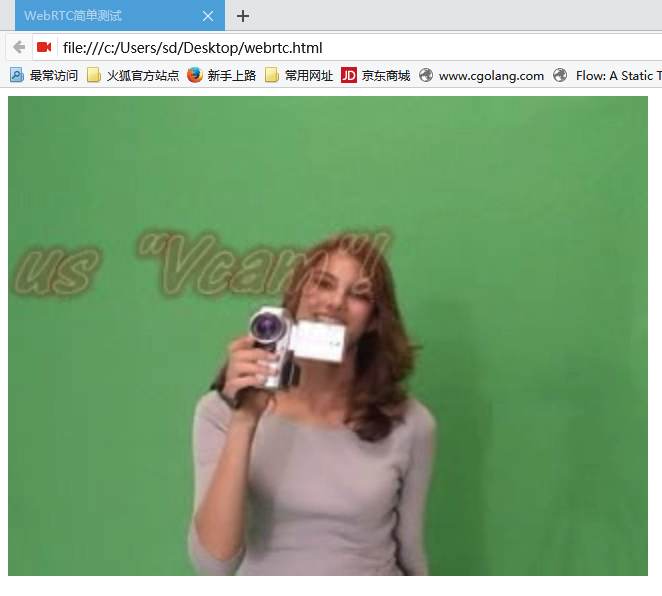 WebRTC简单测试
file:///c:/Users/sd/Desktop/webrtc.html
最常访问 火狐官方站点 新手上路 常用网址 JD 京东商城 www.cgolang.com Flow: A Static T
us "Vcam"!